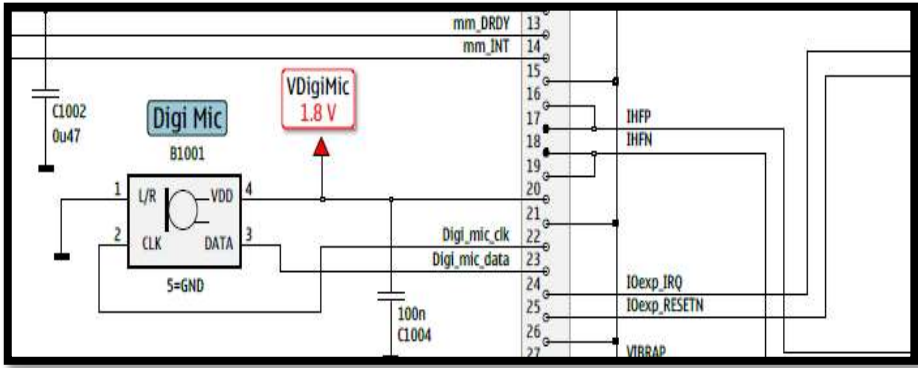 mm_DRDY
mm_INT
13
14
15
16
17
18
19
20
21
22
23
24
25
26
27
C1002
0u47
Digi Mic
B1001
VDigiMic
1.8 V
1
L/R
VDD
4
2
CLK
DATA
3
5=GND
Digi_mic_clk
Digi_mic_data
100n
C1004
IHFP
IHFN
IOexp_IRQ
IOexp_RESETN
VIBRAP